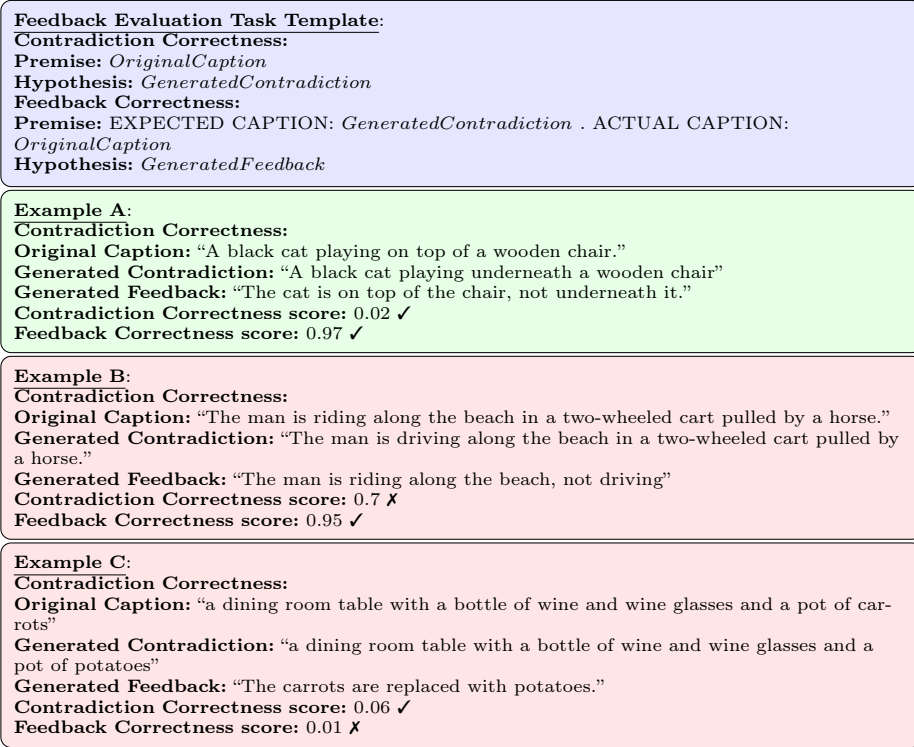 Feedback Evaluation Task Template:
Contradiction Correctness:
Premise: OriginalCaption
Hypothesis: GeneratedContradiction
Feedback Correctness:
Premise: EXPECTED CAPTION: GeneratedContradiction . ACTUAL CAPTION:
OriginalCaption
Hypothesis: GeneratedFeedback
Example A:
Contradiction Correctness:
Original Caption: “A black cat playing on top of a wooden chair.”
Generated Contradiction: “A black cat playing underneath a wooden chair”
Generated Feedback: “The cat is on top of the chair, not underneath it.”
Contradiction Correctness score: 0.02 ✓
Feedback Correctness score: 0.97 ✓
Example B:
Contradiction Correctness:
Original Caption: “The man is riding along the beach in a two-wheeled cart pulled by a horse.”
Generated Contradiction: “The man is driving along the beach in a two-wheeled cart pulled by
a horse.”
Generated Feedback: “The man is riding along the beach, not driving”
Contradiction Correctness score: 0.7 ✗
Feedback Correctness score: 0.95 ✓
Example C:
Contradiction Correctness:
Original Caption: “a dining room table with a bottle of wine and wine glasses and a pot of car-
rots”
Generated Contradiction: “a dining room table with a bottle of wine and wine glasses and a
pot of potatoes”
Generated Feedback: “The carrots are replaced with potatoes.”
Contradiction Correctness score: 0.06 ✓
Feedback Correctness score: 0.01 ✗